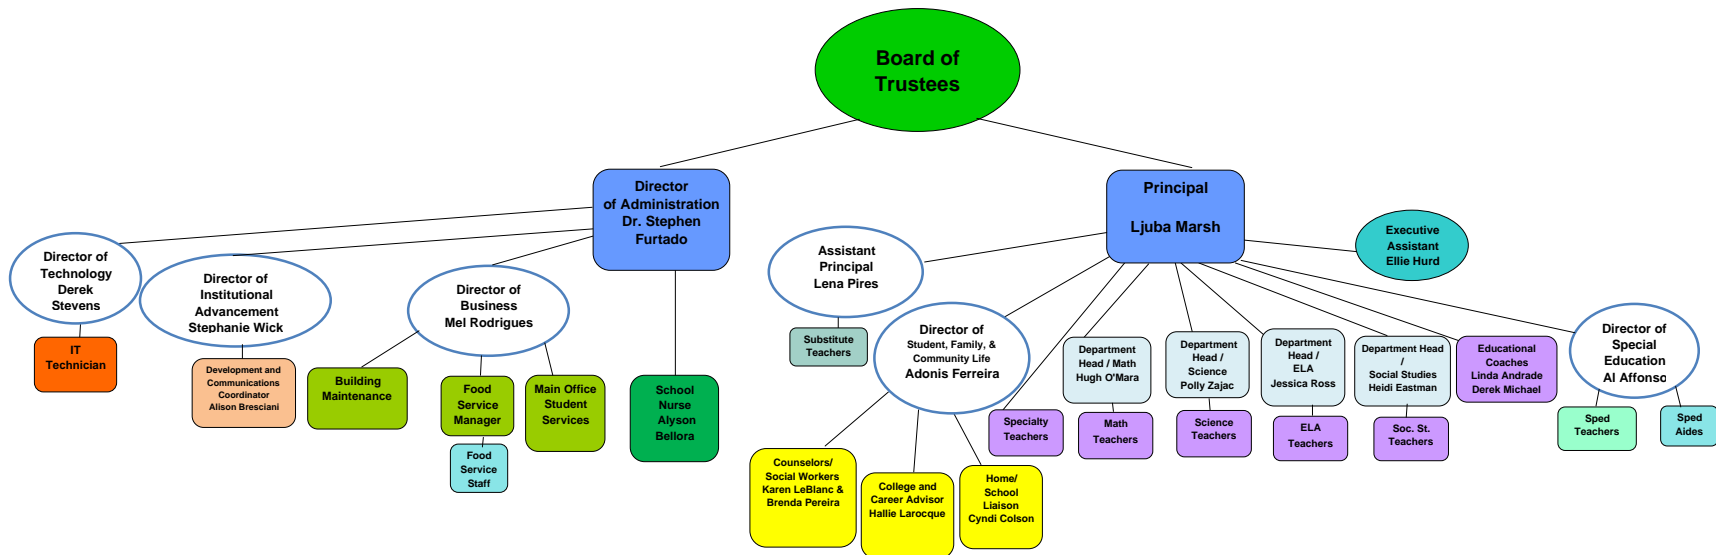 Board of
Trustees
Director
of Administration
Dr. Stephen
Furtado
Principal
Ljuba Marsh
Executive
Assistant
Ellie Hurd
Director of
Technology
Derek
Stevens
Director of
Institutional
Advancement
Stephanie Wick
Director of
Business
Mel Rodrigues
Assistant
Principal
Lena Pires
Director of
Student, Family, &
Community Life
Adonis Ferreira
Director of
Special
Education
Al Affonso
IT
Technician
Development and
Communications
Coordinator
Alison Bresciani
Building
Maintenance
Food
Service
Manager
Main Office
Student
Services
School
Nurse
Alyson
Bellora
Food
Service
Staff
Substitute
Teachers
Department
Head / Math
Hugh O'Mara
Department
Head /
Science
Polly Zajac
Department
Head /
ELA
Jessica Ross
Department Head
/
Social Studies
Heidi Eastman
Educational
Coaches
Linda Andrade
Derek Michael
Specialty
Teachers
Math
Teachers
Science
Teachers
ELA
Teachers
Soc. St.
Teachers
Sped
Teachers
Sped
Aides
Counselors/
Social Workers
Karen LeBlanc &
Brenda Pereira
College and
Career Advisor
Hallie Larocque
Home/
School
Liaison
Cyndi Colson